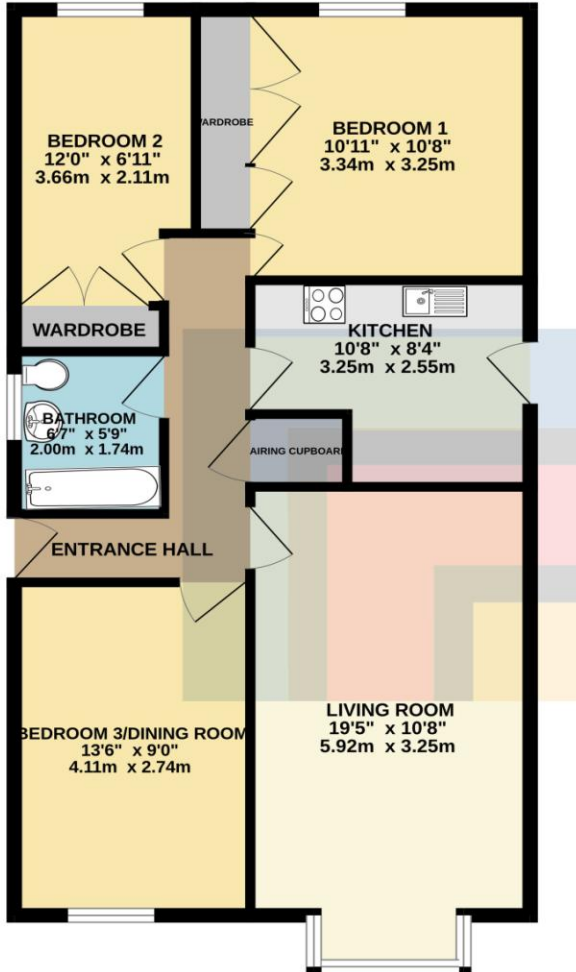 BEDROOM 2
12'0" x 6'11"
3.66m x 2.11m
WARDROBE
BEDROOM 1
10'11" x 10'8"
3.34m x 3.25m
WARDROBE
KITCHEN
10'8" x 8'4"
3.25m x 2.55m
BATHROOM
6'7" x 5'9"
2.00m x 1.74m
AIRING CUPBOARD
ENTRANCE HALL
BEDROOM 3/DINING ROOM
13'6" x 9'0"
4.11m x 2.74m
LIVING ROOM
19'5" x 10'8"
5.92m x 3.25m